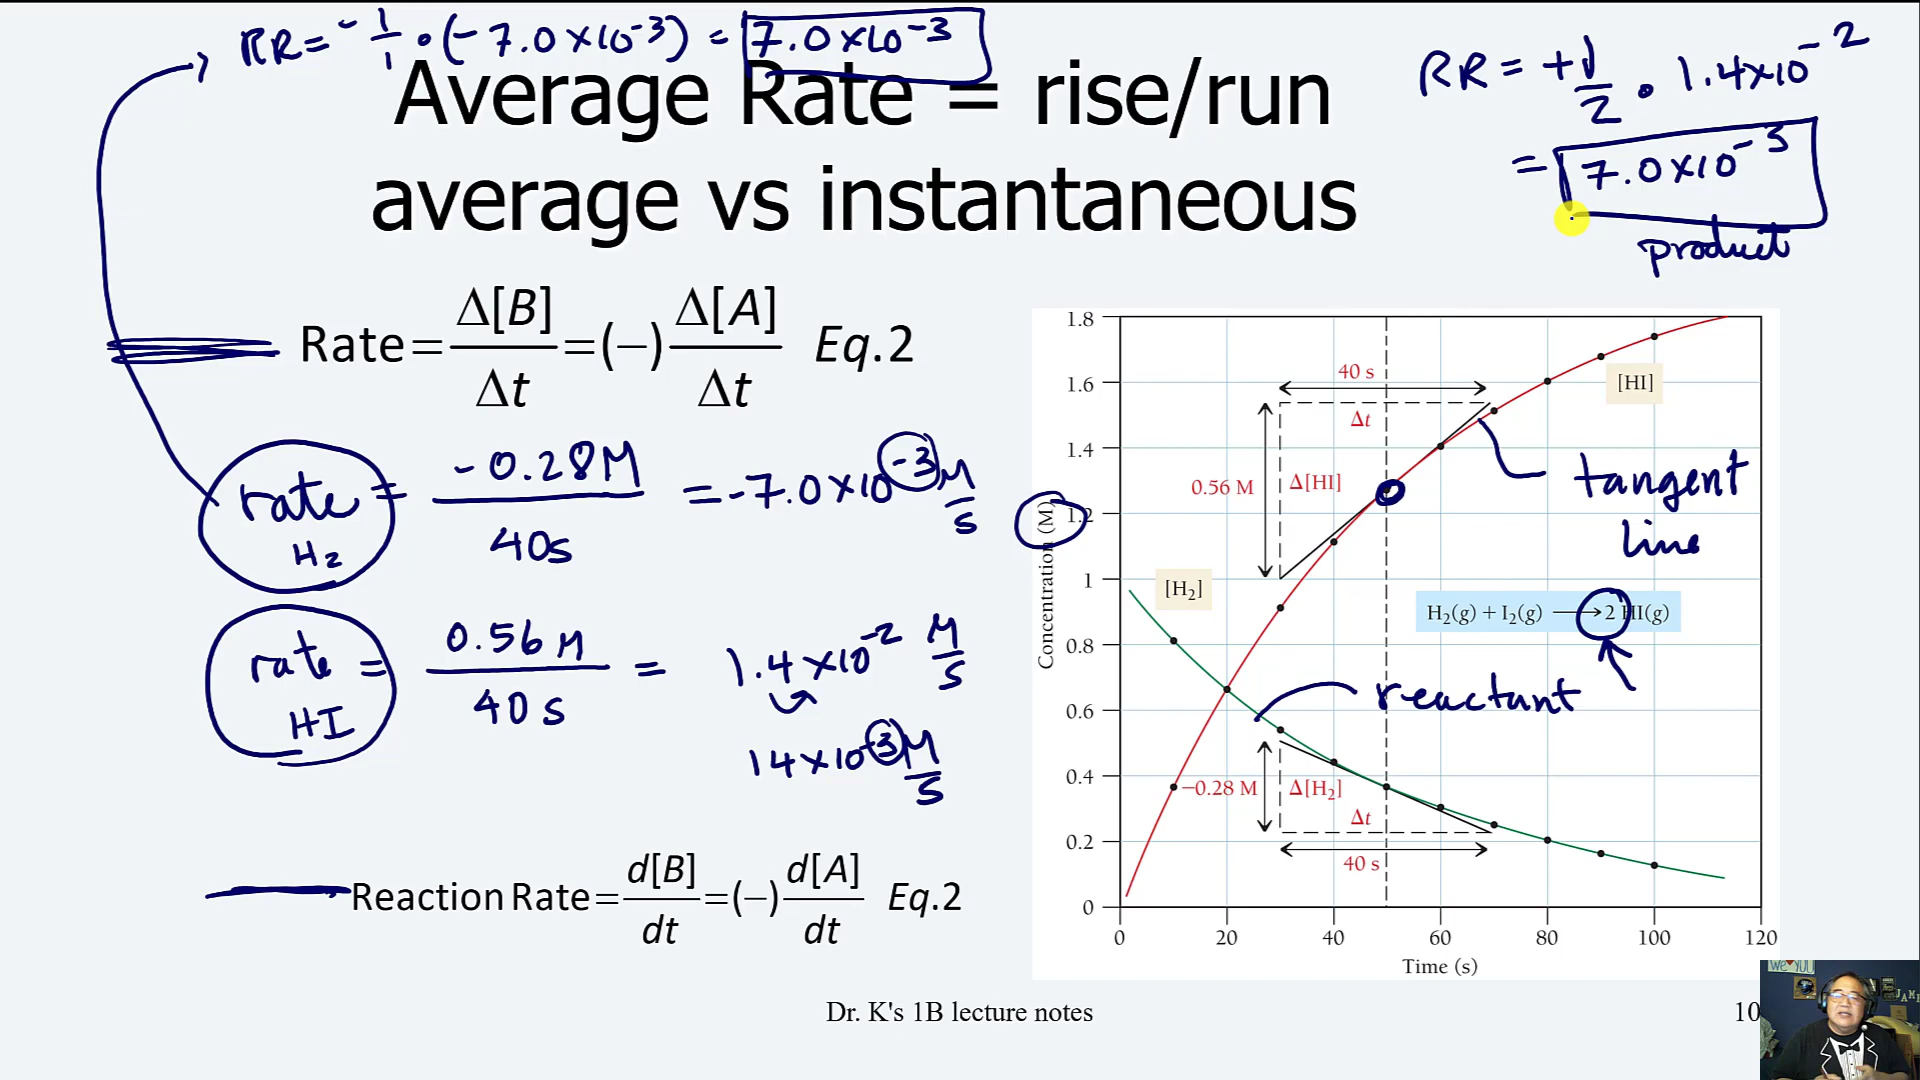 RR = - 1/1 • (-7.0×10⁻³) = 7.0×10⁻³
RR = + 1/2 • 1.4×10⁻²
= 7.0×10⁻³
product
Average Rate = rise/run
average vs instantaneous
Rate = Δ[B]/Δt = (−) Δ[A]/Δt Eq.2
rate H₂ = -0.28M/40s = -7.0×10⁻³ M/s
rate HI = 0.56 M/40 s = 1.4×10⁻² M/s
14×10⁻³ M/s
Reaction Rate = d[B]/dt = (−) d[A]/dt Eq.2
Concentration (M)
1.8
1.6
1.4
1.2
1
0.8
0.6
0.4
0.2
0
40 s
Δt
[HI]
0.56 M
Δ[HI]
tangent
line
[H₂]
H₂(g) + I₂(g) ⟶ 2 HI(g)
reactant
−0.28 M
Δ[H₂]
Δt
40 s
0 20 40 60 80 100 120
Time (s)
Dr. K's 1B lecture notes
10
We ♥ YOU
JAME